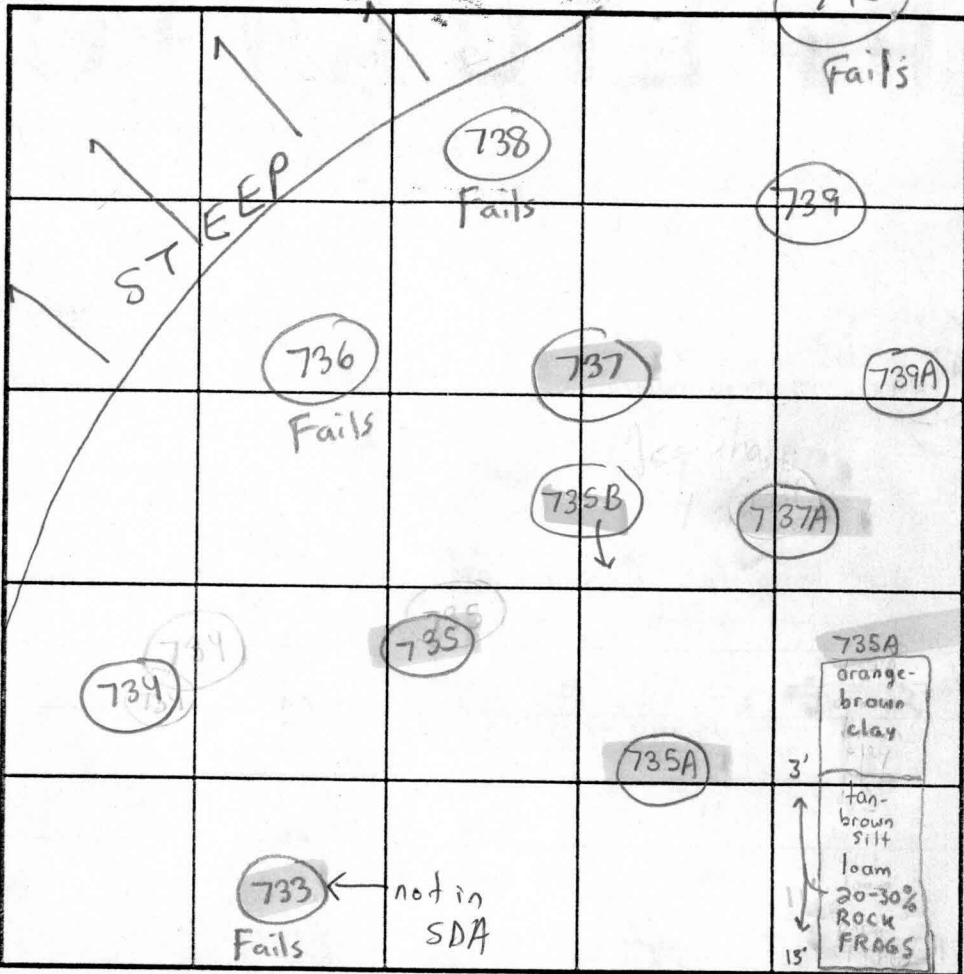 Fails
738
Fails
STEEP
739
736
Fails
737
739A
735B
737A
735
734
735A
orange-
brown
clay
3'
tan-
brown
silt
loam
20-30%
ROCK
FRAGS
15'
735A
733
not in
SDA
Fails